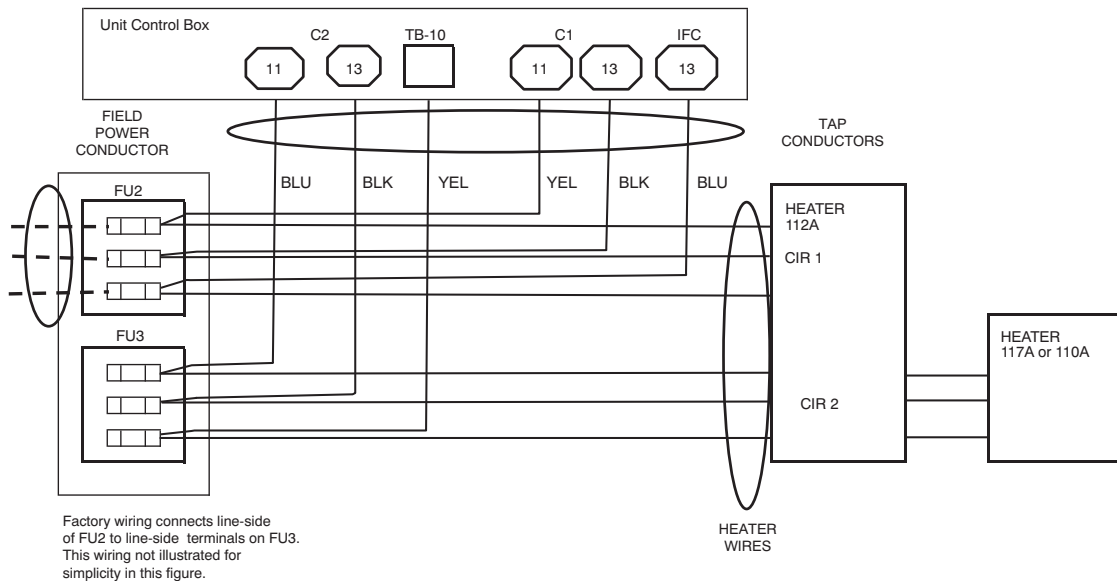 Unit Control Box
C2
TB-10
C1
IFC
11
13
11
13
13
FIELD
POWER
CONDUCTOR
TAP
CONDUCTORS
BLU
BLK
YEL
YEL
BLK
BLU
FU2
HEATER
112A
CIR 1
FU3
HEATER
117A or 110A
CIR 2
HEATER
WIRES
Factory wiring connects line-side
of FU2 to line-side terminals on FU3.
This wiring not illustrated for
simplicity in this figure.